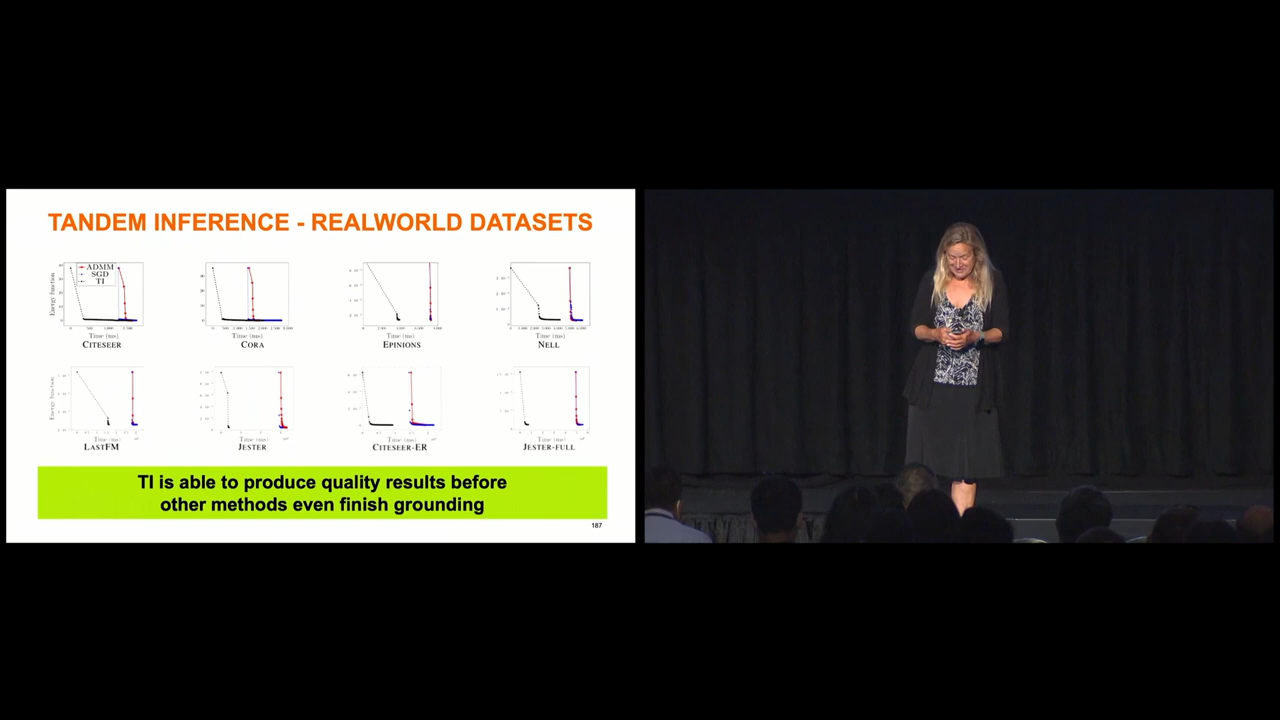 TANDEM INFERENCE - REALWORLD DATASETS
ADMM
SGD
TI
Energy function
Time (ms)
CITESEER
Time (ms)
CORA
Time (ms)
EPINIONS
Time (ms)
NELL
Time (ms)
LASTFM
Time (ms)
JESTER
Time (ms)
CITESEER-ER
Time (ms)
JESTER-FULL
TI is able to produce quality results before
other methods even finish grounding
187